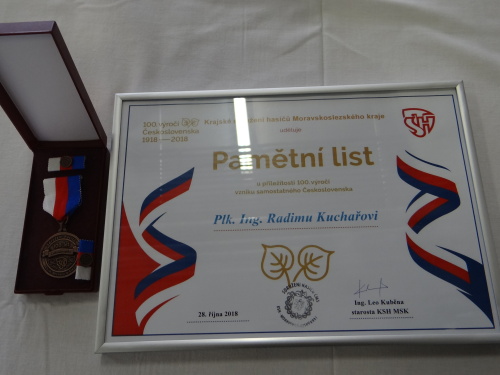 100.výročí
Československa
1918–2018
Krajské sdružení hasičů Moravskoslezského kraje
uděluje
Pamětní list
u příležitosti 100.výročí
vzniku samostatného Československa
Plk. Ing. Radimu Kuchařovi
28. října 2018
Ing. Leo Kuběna
starosta KSH MSK